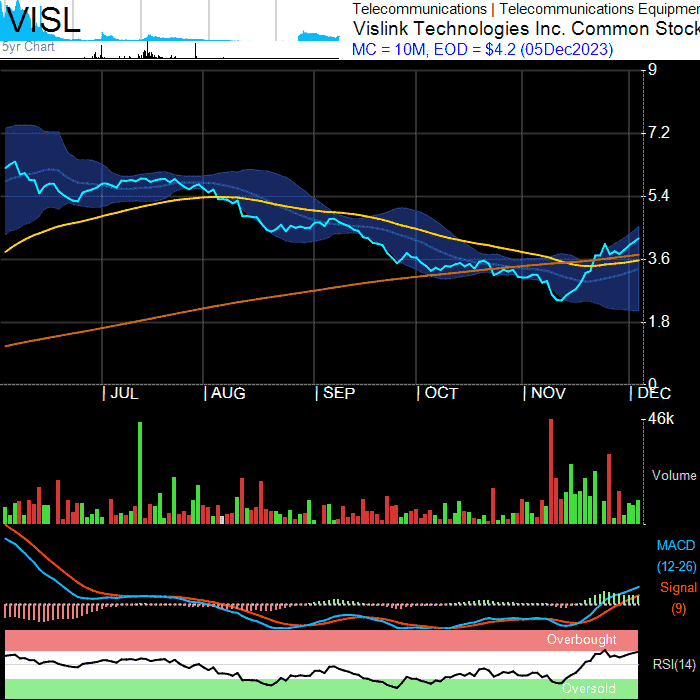 VISL
5yr Chart
Telecommunications | Telecommunications Equipmen
Vislink Technologies Inc. Common Stock
MC = 10M, EOD = $4.2 (05Dec2023)
9
7.2
5.4
3.6
1.8
0
| JUL | AUG | SEP | OCT | NOV | DEC
46k
Volume
MACD
(12-26)
Signal
(9)
Overbought
RSI(14)
Oversold